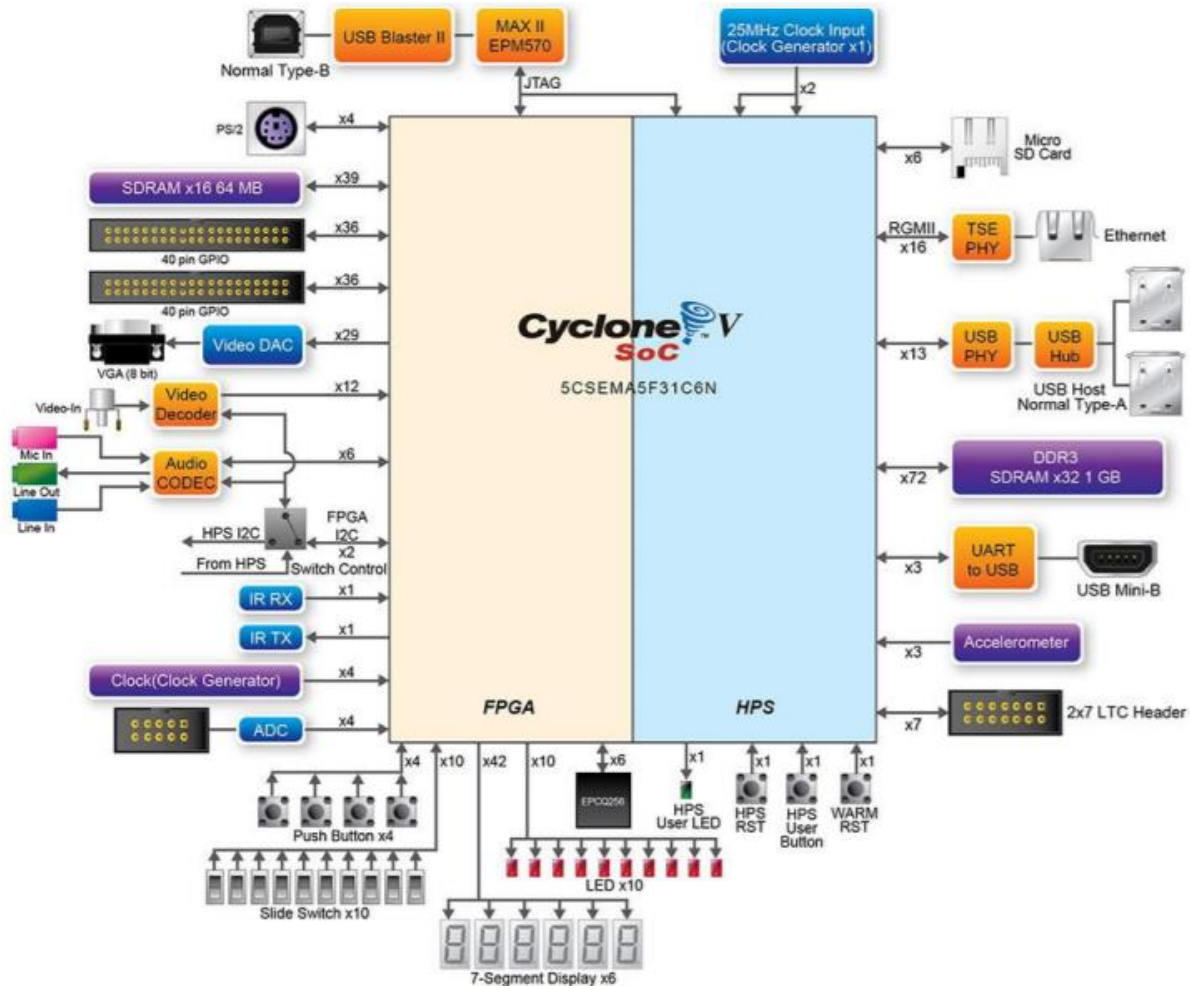 Normal Type-B
USB Blaster II
MAX II
EPM570
25MHz Clock Input
(Clock Generator x1)
JTAG
x2
PS/2
x4
x6
Micro
SD Card
SDRAM x16 64 MB
x39
x36
40 pin GPIO
RGMII
x16
TSE
PHY
Ethernet
x36
40 pin GPIO
Cyclone V
SoC
™
5CSEMA5F31C6N
VGA (8 bit)
Video DAC
x29
x13
USB
PHY
USB
Hub
USB Host
Normal Type-A
Video-In
Video
Decoder
x12
Mic In
Line Out
Line In
Audio
CODEC
x6
x72
DDR3
SDRAM x32 1 GB
HPS I2C
From HPS
FPGA
I2C
x2
Switch Control
x3
UART
to USB
USB Mini-B
IR RX
x1
IR TX
x1
x3
Accelerometer
Clock(Clock Generator)
x4
ADC
x4
FPGA
HPS
x7
2x7 LTC Header
x4
x10
x42
x10
x6
x1
x1
x1
x1
EPCQ256
HPS
User LED
HPS
RST
HPS
User
Button
WARM
RST
Push Button x4
Slide Switch x10
LED x10
7-Segment Display x6